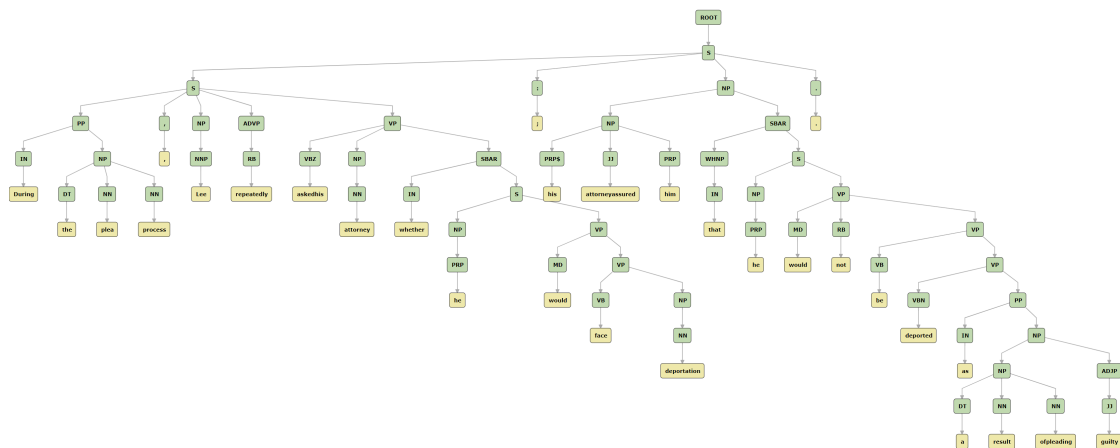 ROOT
S
S : NP .
PP , NP ADVP VP ; NP SBAR .
IN NP , NNP RB VBZ NP SBAR PRP$ JJ PRP WHNP S
During DT NN NN Lee repeatedly askedhis NN IN S his attorneyassured him IN NP VP
the plea process attorney whether NP VP that PRP MD RB VP
PRP MD VP he would not VB VP
he would VB NP be VBN PP
face NN deported IN NP
deportation as NP ADJP
DT NN NN JJ
a result ofpleading guilty